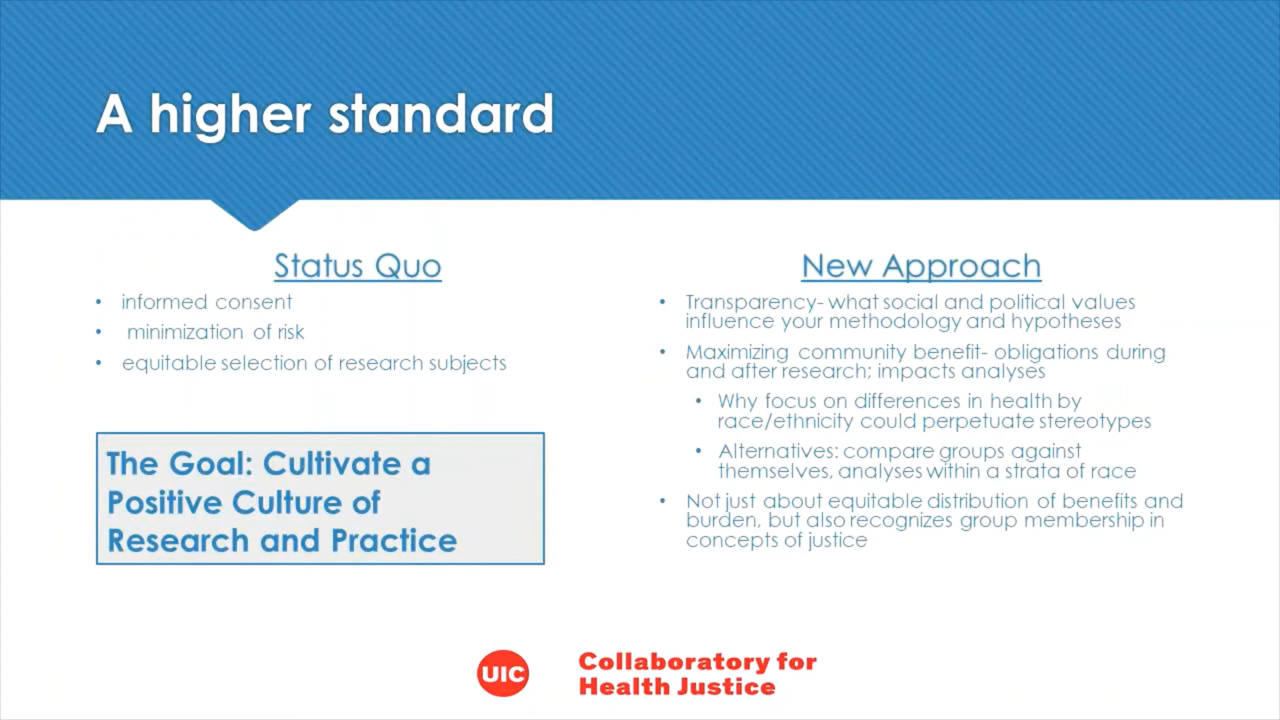 A higher standard
Status Quo
• informed consent
• minimization of risk
• equitable selection of research subjects
The Goal: Cultivate a
Positive Culture of
Research and Practice
New Approach
• Transparency- what social and political values
influence your methodology and hypotheses
• Maximizing community benefit- obligations during
and after research; impacts analyses
• Why focus on differences in health by
race/ethnicity could perpetuate stereotypes
• Alternatives: compare groups against
themselves, analyses within a strata of race
• Not just about equitable distribution of benefits and
burden, but also recognizes group membership in
concepts of justice
UIC
Collaboratory for
Health Justice